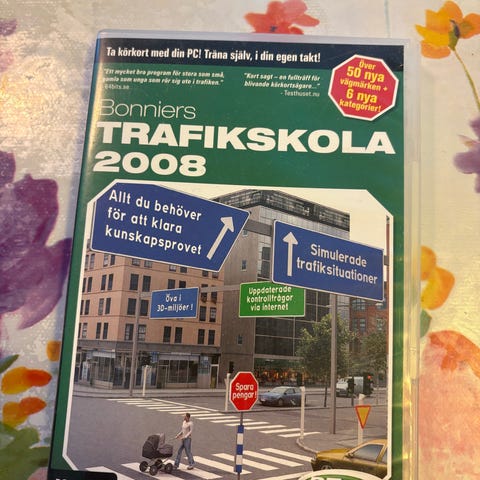 Ta körkort med din PC! Träna själv, i din egen takt!
"Ett mycket bra program för stora som små,
gamla som unga som rör sig ute i trafiken."
- 64bits.se
"Kort sagt – en fullträff för
blivande körkortsägare..."
- Testhuset.nu
Över
50 nya
vägmärken +
6 nya
kategorier!
Bonniers
TRAFIKSKOLA
2008
Allt du behöver
för att klara
kunskapsprovet
Simulerade
trafiksituationer
Öva i
3D-miljöer!
Uppdaterade
kontrollfrågor
via internet
Spara
pengar!